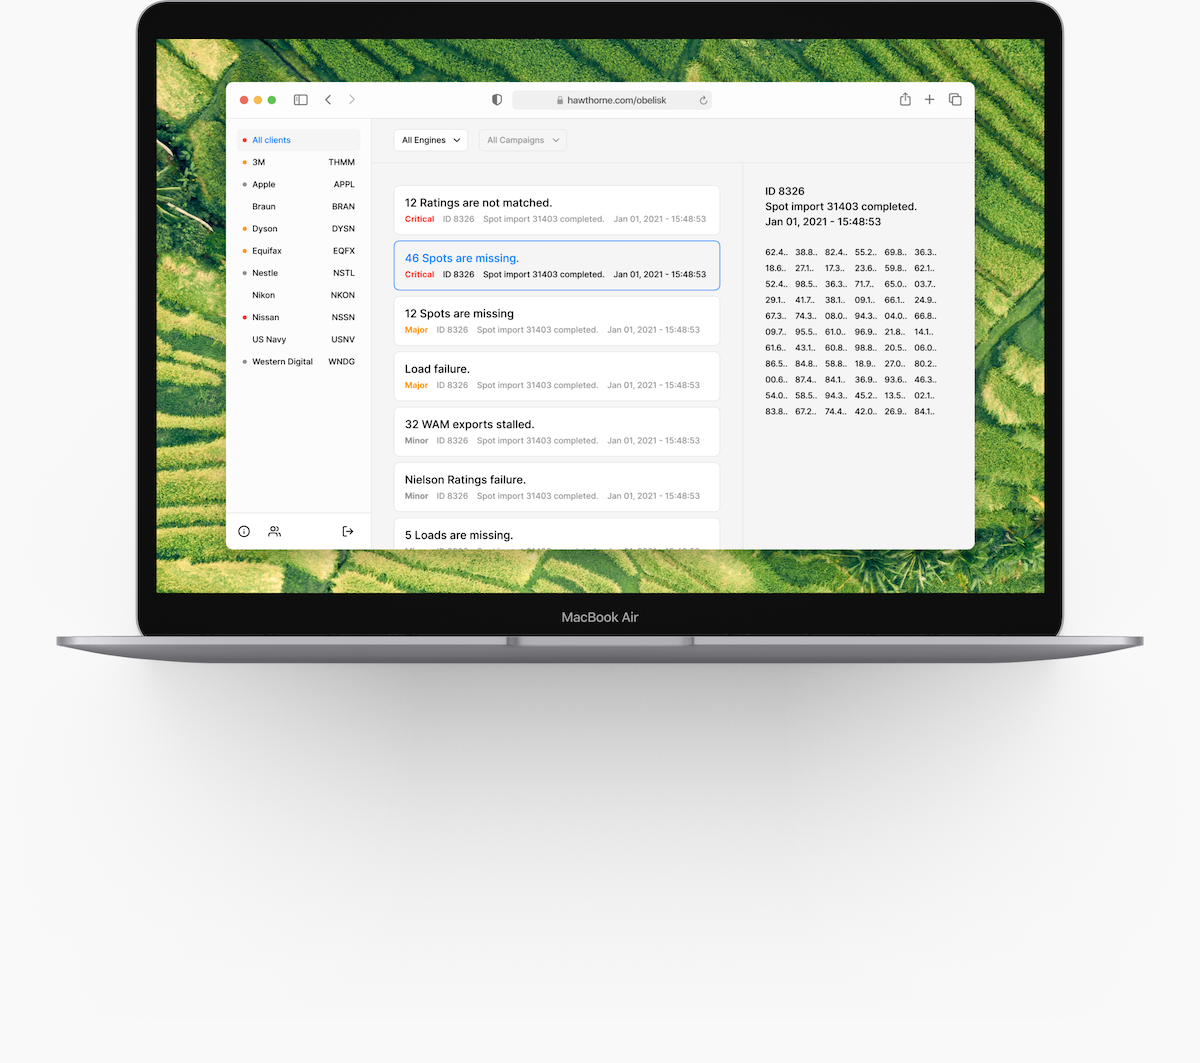 hawthorne.com/obelisk
All clients
3M THMM
Apple APPL
Braun BRAN
Dyson DYSN
Equifax EQFX
Nestle NSTL
Nikon NKON
Nissan NSSN
US Navy USNV
Western Digital WNDG
All Engines All Campaigns
12 Ratings are not matched.
Critical ID 8326 Spot import 31403 completed. Jan 01, 2021 - 15:48:53
46 Spots are missing.
Critical ID 8326 Spot import 31403 completed. Jan 01, 2021 - 15:48:53
12 Spots are missing
Major ID 8326 Spot import 31403 completed. Jan 01, 2021 - 15:48:53
Load failure.
Major ID 8326 Spot import 31403 completed. Jan 01, 2021 - 15:48:53
32 WAM exports stalled.
Minor ID 8326 Spot import 31403 completed. Jan 01, 2021 - 15:48:53
Nielson Ratings failure.
Minor ID 8326 Spot import 31403 completed. Jan 01, 2021 - 15:48:53
5 Loads are missing.
ID 8326
Spot import 31403 completed.
Jan 01, 2021 - 15:48:53
62.4.. 38.8.. 82.4.. 55.2.. 69.8.. 36.3..
18.6.. 27.1.. 17.3.. 23.6.. 59.8.. 62.1..
52.4.. 98.5.. 36.3.. 71.7.. 65.0.. 03.7..
29.1.. 41.7.. 38.1.. 09.1.. 66.1.. 24.9..
67.3.. 74.3.. 08.0.. 94.3.. 04.0.. 66.8..
09.7.. 95.5.. 61.0.. 96.9.. 21.8.. 14.1..
61.6.. 43.1.. 60.8.. 98.8.. 20.5.. 06.0..
86.5.. 84.8.. 58.8.. 18.9.. 27.0.. 80.2..
00.6.. 87.4.. 84.1.. 36.9.. 93.6.. 46.3..
54.0.. 58.5.. 94.3.. 45.2.. 13.5.. 02.1..
83.8.. 67.2.. 74.4.. 42.0.. 26.9.. 84.1..
MacBook Air